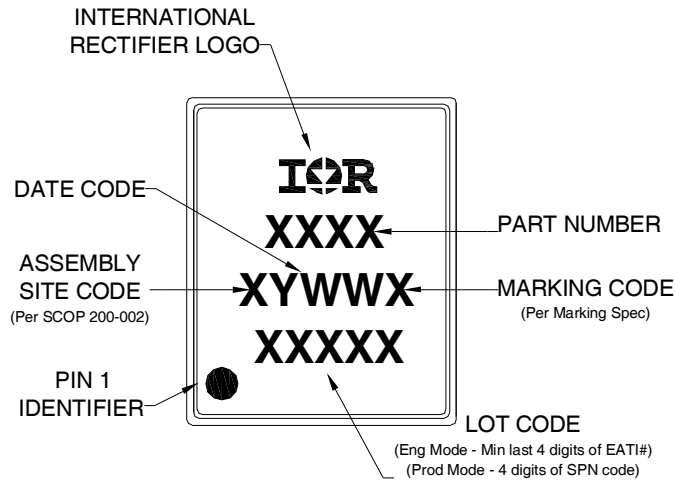 INTERNATIONAL
RECTIFIER LOGO
IOR
DATE CODE
XXXX
PART NUMBER
ASSEMBLY
SITE CODE
(Per SCOP 200-002)
XYWWX
MARKING CODE
(Per Marking Spec)
XXXXX
PIN 1
IDENTIFIER
LOT CODE
(Eng Mode - Min last 4 digits of EATI#)
(Prod Mode - 4 digits of SPN code)